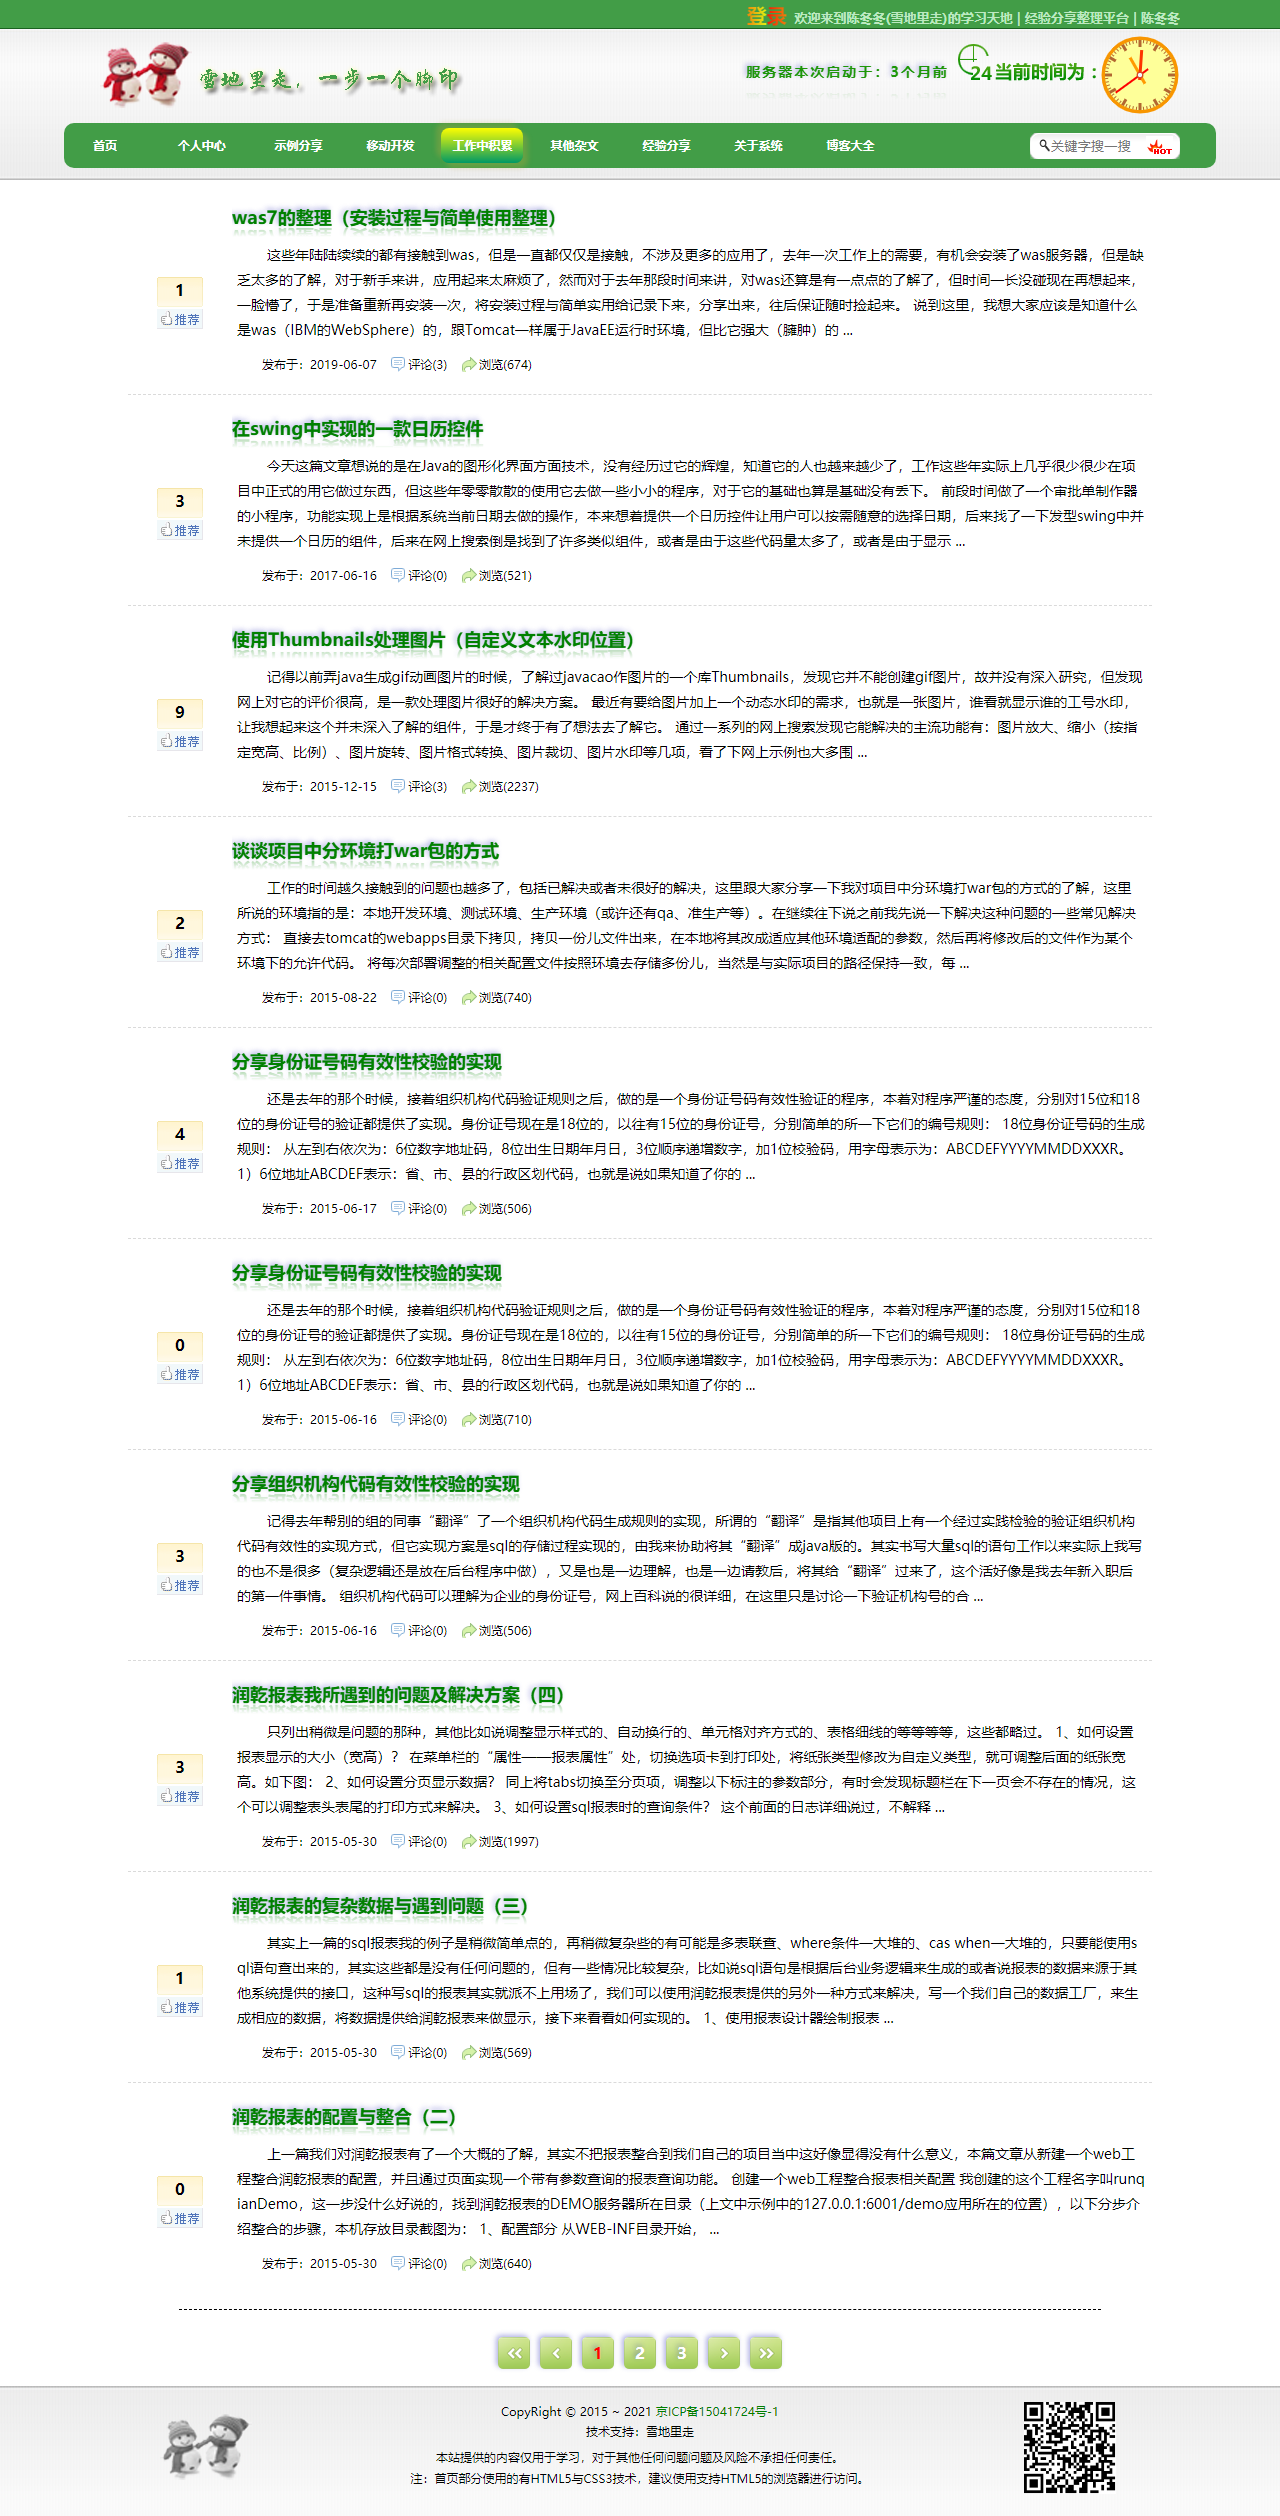 登录 欢迎来到陈冬冬(雪地里走)的学习天地 | 经验分享整理平台 | 陈冬冬
雪地里走，一步一个脚印
服务器本次启动于：3个月前
24 当前时间为：
首页 个人中心 示例分享 移动开发 工作中积累 其他杂文 经验分享 关于系统 博客大全 关键字搜一搜 HOT
was7的整理（安装过程与简单使用整理）
这些年陆陆续续的都有接触到was，但是一直都仅仅是接触，不涉及更多的应用了，去年一次工作上的需要，有机会安装了was服务器，但是缺
乏太多的了解，对于新手来讲，应用起来太麻烦了，然而对于去年那段时间来讲，对was还算是有一点点的了解了，但时间一长没碰现在再想起来，
一脸懵了，于是准备重新再安装一次，将安装过程与简单实用给记录下来，分享出来，往后保证随时捡起来。 说到这里，我想大家应该是知道什么
是was（IBM的WebSphere）的，跟Tomcat一样属于JavaEE运行时环境，但比它强大（臃肿）的 ...
1
推荐
发布于：2019-06-07 评论(3) 浏览(674)
在swing中实现的一款日历控件
今天这篇文章想说的是在Java的图形化界面方面技术，没有经历过它的辉煌，知道它的人也越来越少了，工作这些年实际上几乎很少很少在项
目中正式的用它做过东西，但这些年零零散散的使用它去做一些小小的程序，对于它的基础也算是基础没有丢下。 前段时间做了一个审批单制作器
的小程序，功能实现上是根据系统当前日期去做的操作，本来想着提供一个日历控件让用户可以按需随意的选择日期，后来找了一下发型swing中并
未提供一个日历的组件，后来在网上搜索倒是找到了许多类似组件，或者是由于这些代码量太多了，或者是由于显示 ...
3
推荐
发布于：2017-06-16 评论(0) 浏览(521)
使用Thumbnails处理图片（自定义文本水印位置）
记得以前弄java生成gif动画图片的时候，了解过javacao作图片的一个库Thumbnails，发现它并不能创建gif图片，故并没有深入研究，但发现
网上对它的评价很高，是一款处理图片很好的解决方案。 最近有要给图片加上一个动态水印的需求，也就是一张图片，谁看就显示谁的工号水印，
让我想起来这个并未深入了解的组件，于是才终于有了想法去了解它。 通过一系列的网上搜索发现它能解决的主流功能有：图片放大、缩小（按指
定宽高、比例）、图片旋转、图片格式转换、图片裁切、图片水印等几项，看了下网上示例也大多围 ...
9
推荐
发布于：2015-12-15 评论(3) 浏览(2237)
谈谈项目中分环境打war包的方式
工作的时间越久接触到的问题也越多了，包括已解决或者未很好的解决，这里跟大家分享一下我对项目中分环境打war包的方式的了解，这里
所说的环境指的是：本地开发环境、测试环境、生产环境（或许还有qa、准生产等）。在继续往下说之前我先说一下解决这种问题的一些常见解决
方式： 直接去tomcat的webapps目录下拷贝，拷贝一份儿文件出来，在本地将其改成适应其他环境适配的参数，然后再将修改后的文件作为某个
环境下的允许代码。 将每次部署调整的相关配置文件按照环境去存储多份儿，当然是与实际项目的路径保持一致，每 ...
2
推荐
发布于：2015-08-22 评论(0) 浏览(740)
分享身份证号码有效性校验的实现
还是去年的那个时候，接着组织机构代码验证规则之后，做的是一个身份证号码有效性验证的程序，本着对程序严谨的态度，分别对15位和18
位的身份证号的验证都提供了实现。身份证号现在是18位的，以往有15位的身份证号，分别简单的所一下它们的编号规则： 18位身份证号码的生成
规则： 从左到右依次为：6位数字地址码，8位出生日期年月日，3位顺序递增数字，加1位校验码，用字母表示为：ABCDEFYYYYMMDDXXXR。
1）6位地址ABCDEF表示：省、市、县的行政区划代码，也就是说如果知道了你的 ...
4
推荐
发布于：2015-06-17 评论(0) 浏览(506)
分享身份证号码有效性校验的实现
还是去年的那个时候，接着组织机构代码验证规则之后，做的是一个身份证号码有效性验证的程序，本着对程序严谨的态度，分别对15位和18
位的身份证号的验证都提供了实现。身份证号现在是18位的，以往有15位的身份证号，分别简单的所一下它们的编号规则： 18位身份证号码的生成
规则： 从左到右依次为：6位数字地址码，8位出生日期年月日，3位顺序递增数字，加1位校验码，用字母表示为：ABCDEFYYYYMMDDXXXR。
1）6位地址ABCDEF表示：省、市、县的行政区划代码，也就是说如果知道了你的 ...
0
推荐
发布于：2015-06-16 评论(0) 浏览(710)
分享组织机构代码有效性校验的实现
记得去年帮别的组的同事“翻译”了一个组织机构代码生成规则的实现，所谓的“翻译”是指其他项目上有一个经过实践检验的验证组织机构
代码有效性的实现方式，但它实现方案是sql的存储过程实现的，由我来协助将其“翻译”成java版的。其实书写大量sql的语句工作以来实际上我写
的也不是很多（复杂逻辑还是放在后台程序中做），又是也是一边理解，也是一边请教后，将其给“翻译”过来了，这个活好像是我去年新入职后
的第一件事情。 组织机构代码可以理解为企业的身份证号，网上百科说的很详细，在这里只是讨论一下验证机构号的合 ...
3
推荐
发布于：2015-06-16 评论(0) 浏览(506)
润乾报表我所遇到的问题及解决方案（四）
只列出稍微是问题的那种，其他比如说调整显示样式的、自动换行的、单元格对齐方式的、表格细线的等等等等，这些都略过。 1、如何设置
报表显示的大小（宽高）？ 在菜单栏的“属性——报表属性”处，切换选项卡到打印处，将纸张类型修改为自定义类型，就可调整后面的纸张宽
高。如下图： 2、如何设置分页显示数据？ 同上将tabs切换至分页项，调整以下标注的参数部分，有时会发现标题栏在下一页会不存在的情况，这
个可以调整表头表尾的打印方式来解决。 3、如何设置sql报表时的查询条件？ 这个前面的日志详细说过，不解释 ...
3
推荐
发布于：2015-05-30 评论(0) 浏览(1997)
润乾报表的复杂数据与遇到问题（三）
其实上一篇的sql报表我的例子是稍微简单点的，再稍微复杂些的有可能是多表联查、where条件一大堆的、cas when一大堆的，只要能使用s
ql语句查出来的，其实这些都是没有任何问题的，但有一些情况比较复杂，比如说sql语句是根据后台业务逻辑来生成的或者说报表的数据来源于其
他系统提供的接口，这种写sql的报表其实就派不上用场了，我们可以使用润乾报表提供的另外一种方式来解决，写一个我们自己的数据工厂，来生
成相应的数据，将数据提供给润乾报表来做显示，接下来看看如何实现的。 1、使用报表设计器绘制报表 ...
1
推荐
发布于：2015-05-30 评论(0) 浏览(569)
润乾报表的配置与整合（二）
上一篇我们对润乾报表有了一个大概的了解，其实不把报表整合到我们自己的项目当中这好像显得没有什么意义，本篇文章从新建一个web工
程整合润乾报表的配置，并且通过页面实现一个带有参数查询的报表查询功能。 创建一个web工程整合报表相关配置 我创建的这个工程名字叫runq
ianDemo，这一步没什么好说的，找到润乾报表的DEMO服务器所在目录（上文中示例中的127.0.0.1:6001/demo应用所在的位置），以下分步介
绍整合的步骤，本机存放目录截图为： 1、配置部分 从WEB-INF目录开始， ...
0
推荐
发布于：2015-05-30 评论(0) 浏览(640)
1 2 3
CopyRight © 2015 ~ 2021 京ICP备15041724号-1
技术支持：雪地里走
本站提供的内容仅用于学习，对于其他任何问题问题及风险不承担任何责任。
注：首页部分使用的有HTML5与CSS3技术，建议使用支持HTML5的浏览器进行访问。